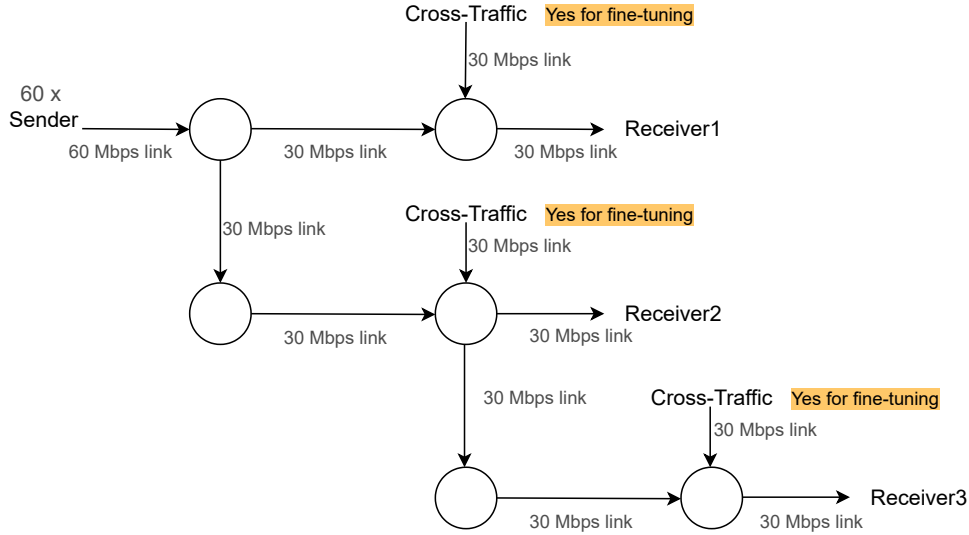 Cross-Traffic Yes for fine-tuning
30 Mbps link
60 x
Sender
Receiver1
60 Mbps link
30 Mbps link
30 Mbps link
Cross-Traffic Yes for fine-tuning
30 Mbps link
30 Mbps link
Receiver2
30 Mbps link
30 Mbps link
Cross-Traffic Yes for fine-tuning
30 Mbps link
30 Mbps link
Receiver3
30 Mbps link
30 Mbps link